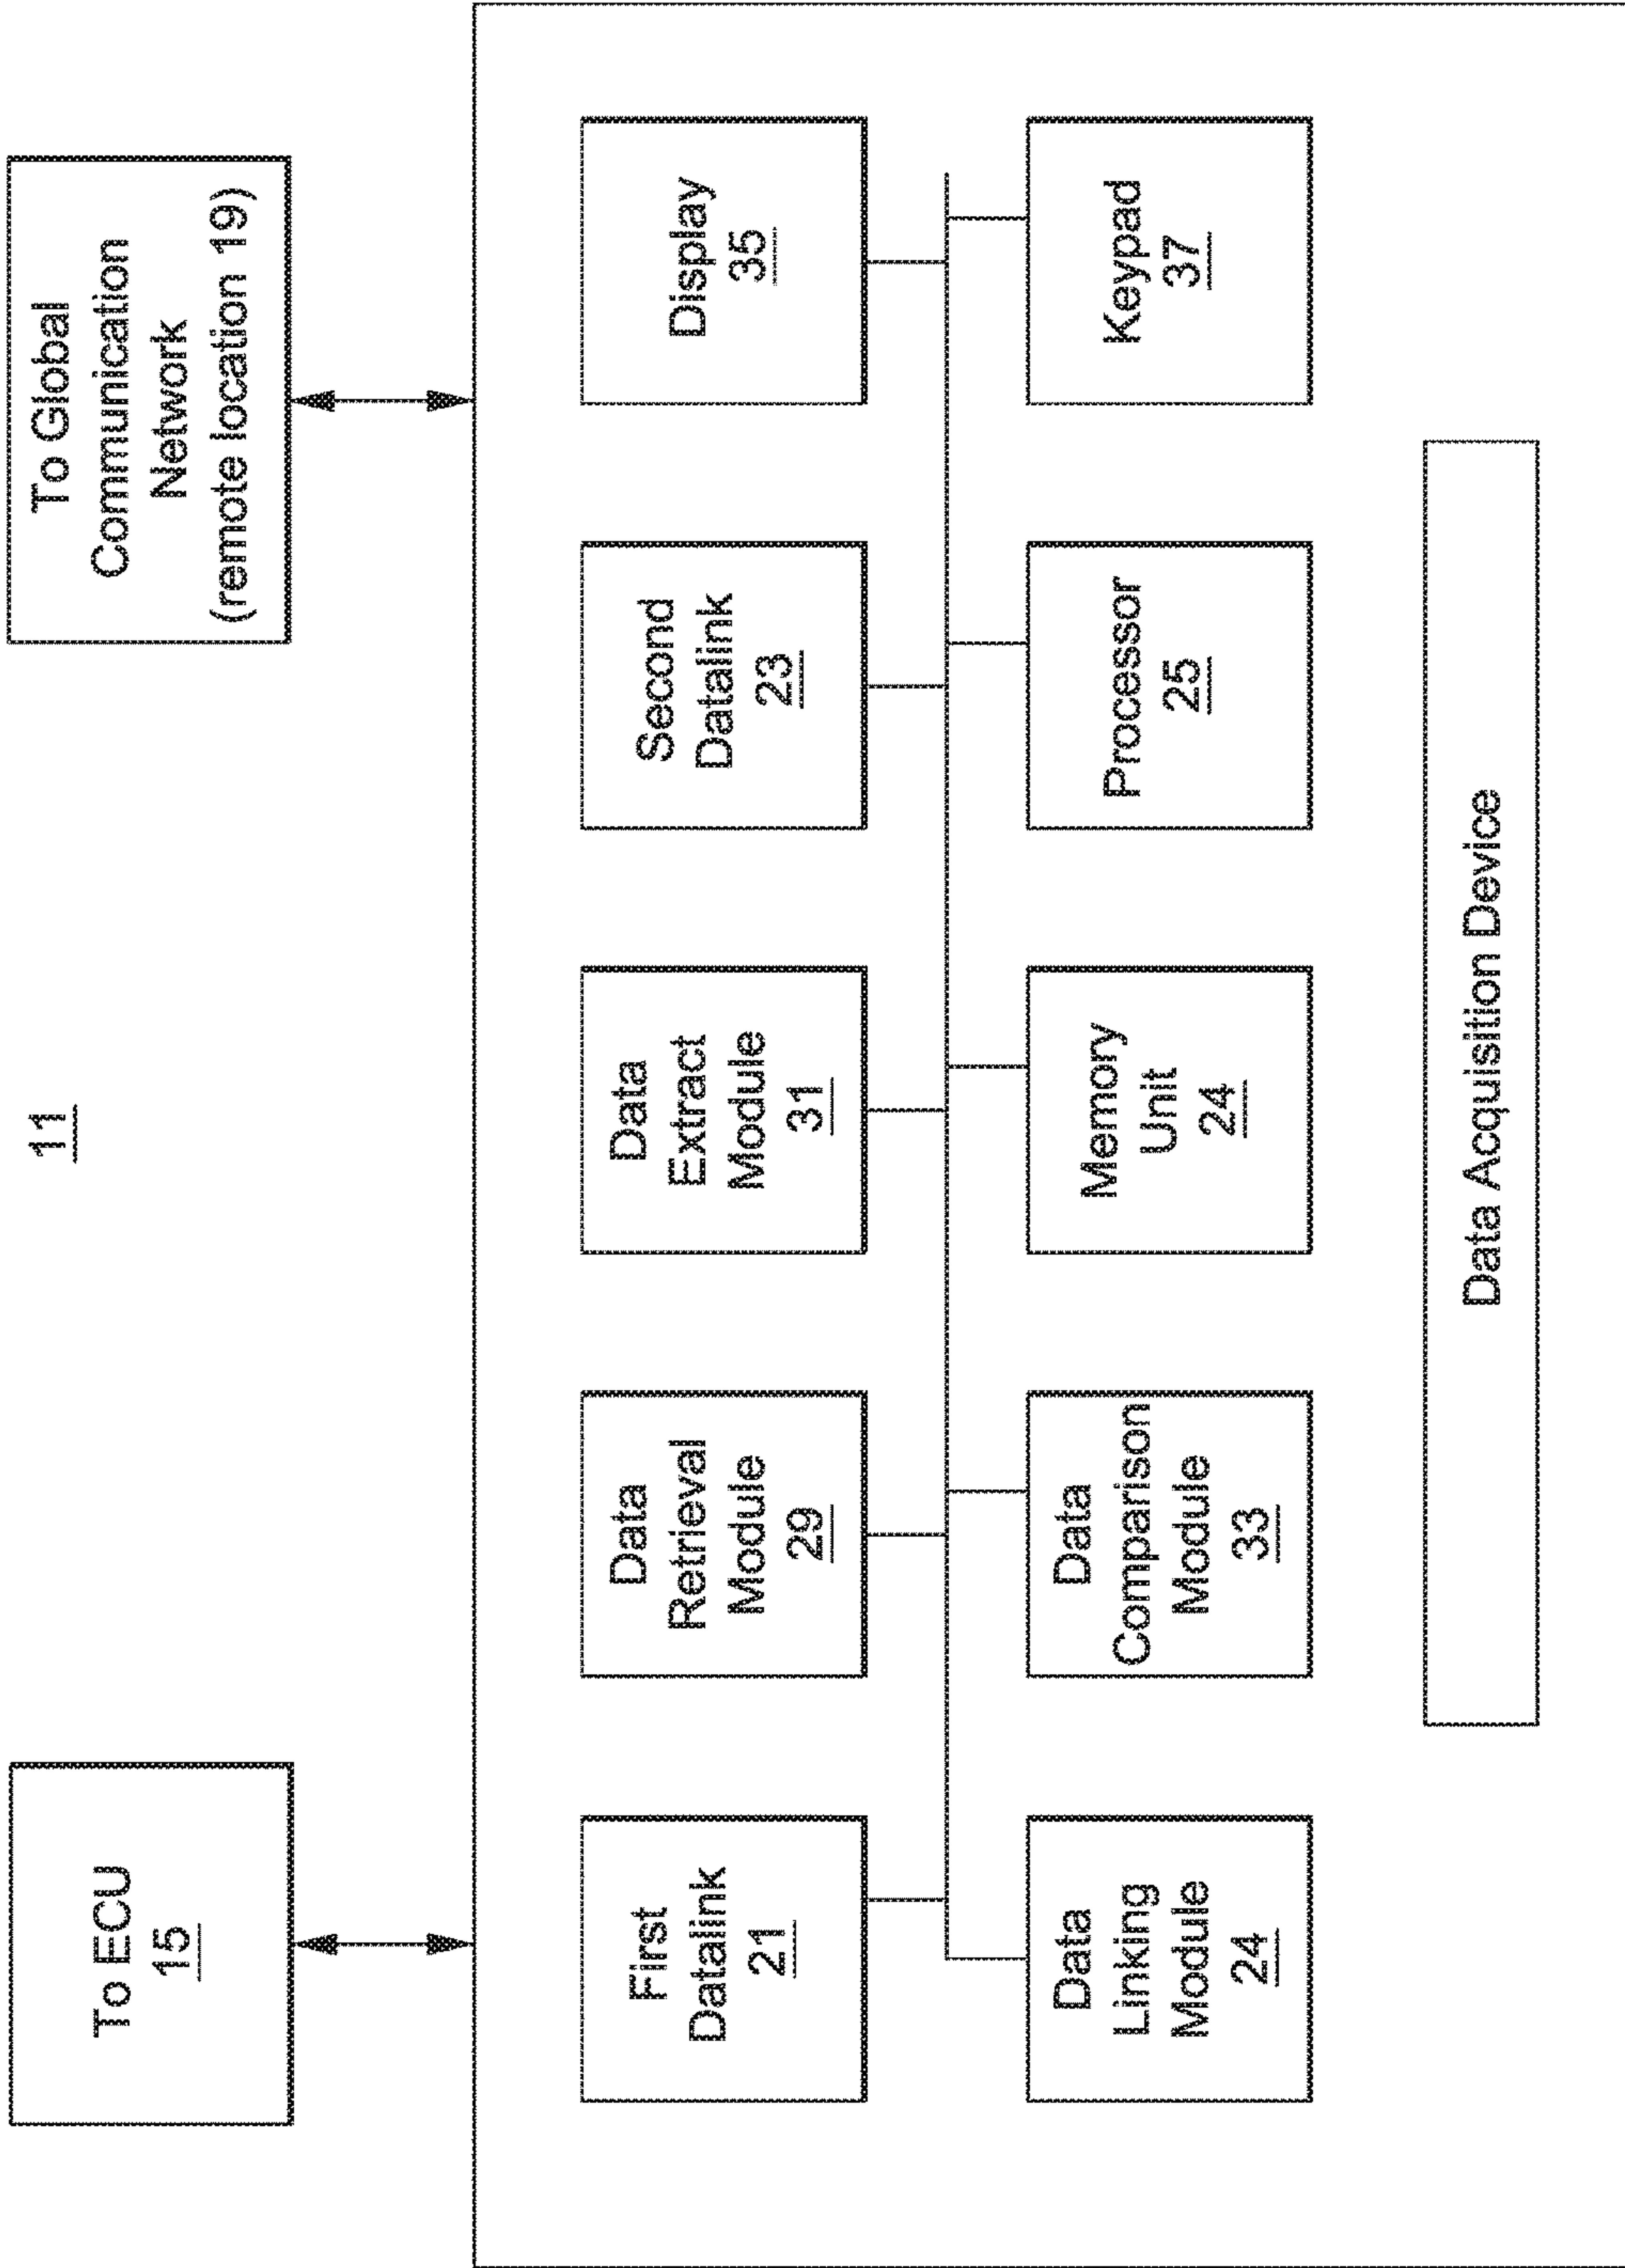 11
To ECU
15
To Global
Communication
Network
(remote location 19)
First
Datalink
21
Data
Retrieval
Module
29
Data
Extract
Module
31
Second
Datalink
23
Display
35
Data
Linking
Module
24
Data
Comparison
Module
33
Memory
Unit
24
Processor
25
Keypad
37
Data Acquisition Device